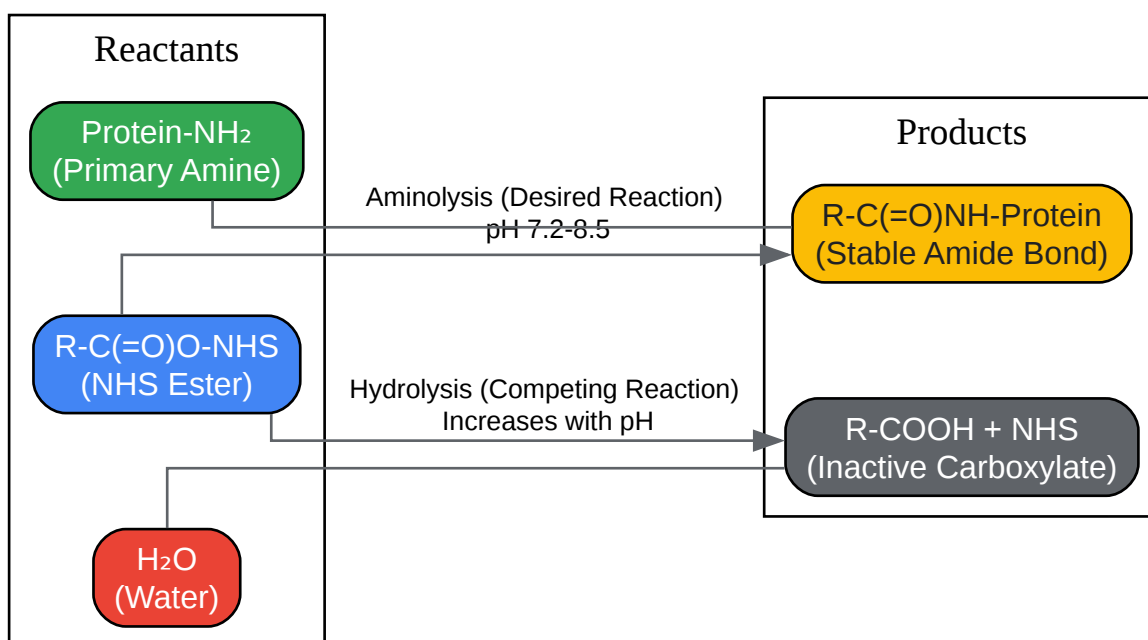 Reactants
Protein-NH₂
(Primary Amine)
R-C(=O)O-NHS
(NHS Ester)
H₂O
(Water)
Aminolysis (Desired Reaction)
pH 7.2-8.5
Hydrolysis (Competing Reaction)
Increases with pH
Products
R-C(=O)NH-Protein
(Stable Amide Bond)
R-COOH + NHS
(Inactive Carboxylate)